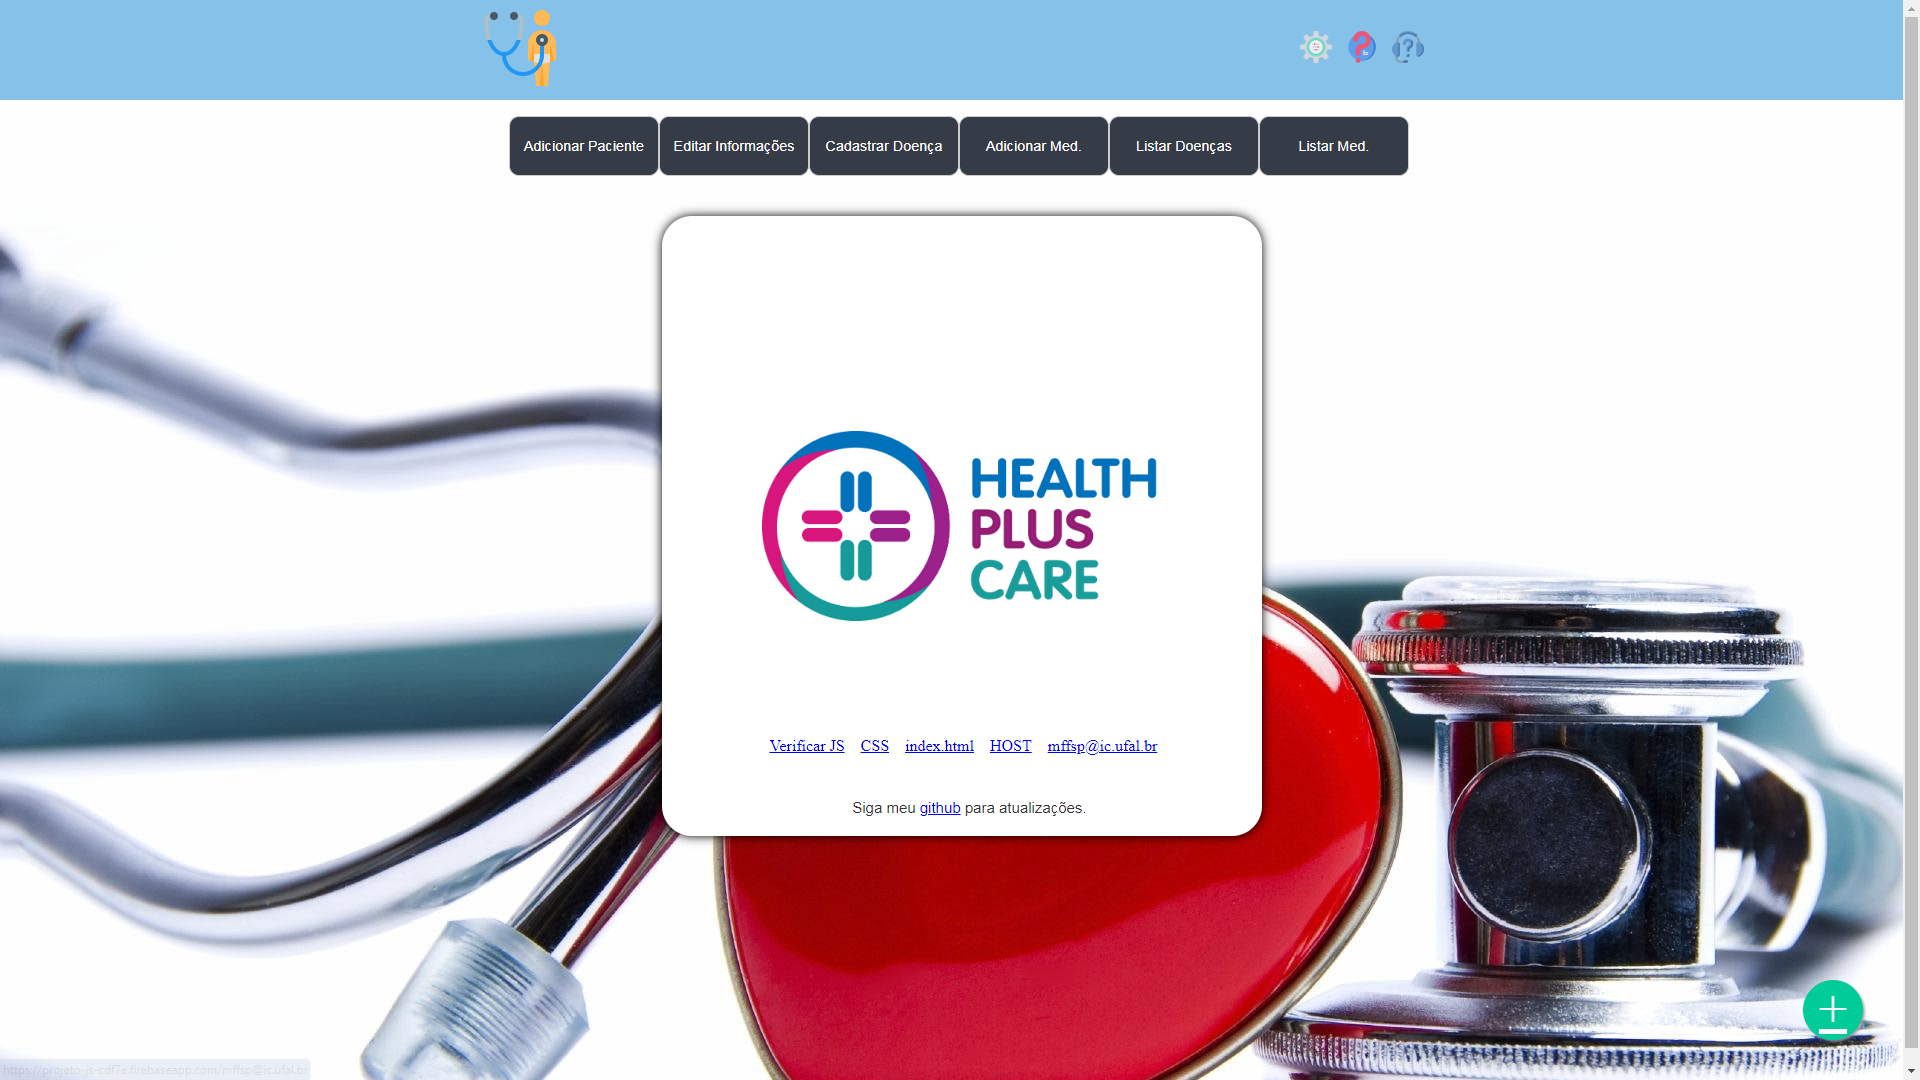 Adicionar Paciente Editar Informações Cadastrar Doença Adicionar Med. Listar Doenças Listar Med.
HEALTH
PLUS
CARE
Verificar JS CSS index.html HOST mffsp@ic.ufal.br
Siga meu github para atualizações.
https://projeto-js-cdf7e.firebaseapp.com/mffsp@ic.ufal.br